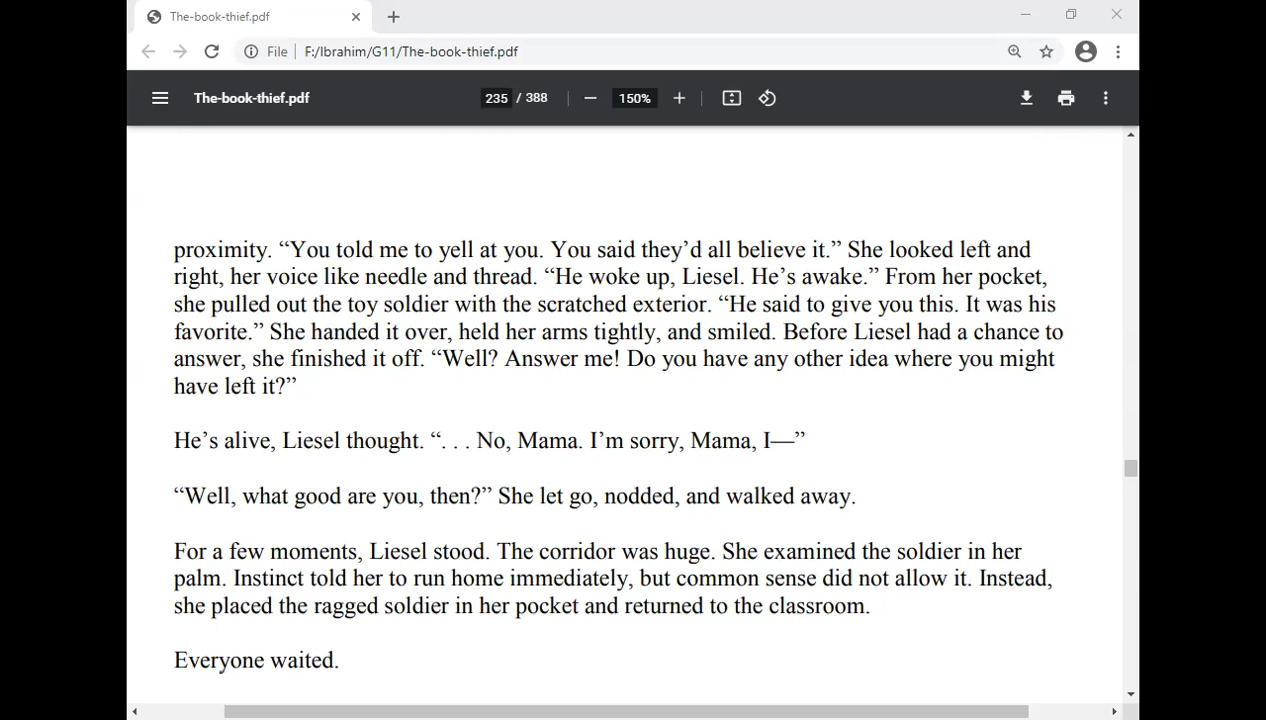 The-book-thief.pdf
File F:/Ibrahim/G11/The-book-thief.pdf
The-book-thief.pdf 235 / 388 150%
proximity. “You told me to yell at you. You said they’d all believe it.” She looked left and
right, her voice like needle and thread. “He woke up, Liesel. He’s awake.” From her pocket,
she pulled out the toy soldier with the scratched exterior. “He said to give you this. It was his
favorite.” She handed it over, held her arms tightly, and smiled. Before Liesel had a chance to
answer, she finished it off. “Well? Answer me! Do you have any other idea where you might
have left it?”
He’s alive, Liesel thought. “. . . No, Mama. I’m sorry, Mama, I—”
“Well, what good are you, then?” She let go, nodded, and walked away.
For a few moments, Liesel stood. The corridor was huge. She examined the soldier in her
palm. Instinct told her to run home immediately, but common sense did not allow it. Instead,
she placed the ragged soldier in her pocket and returned to the classroom.
Everyone waited.